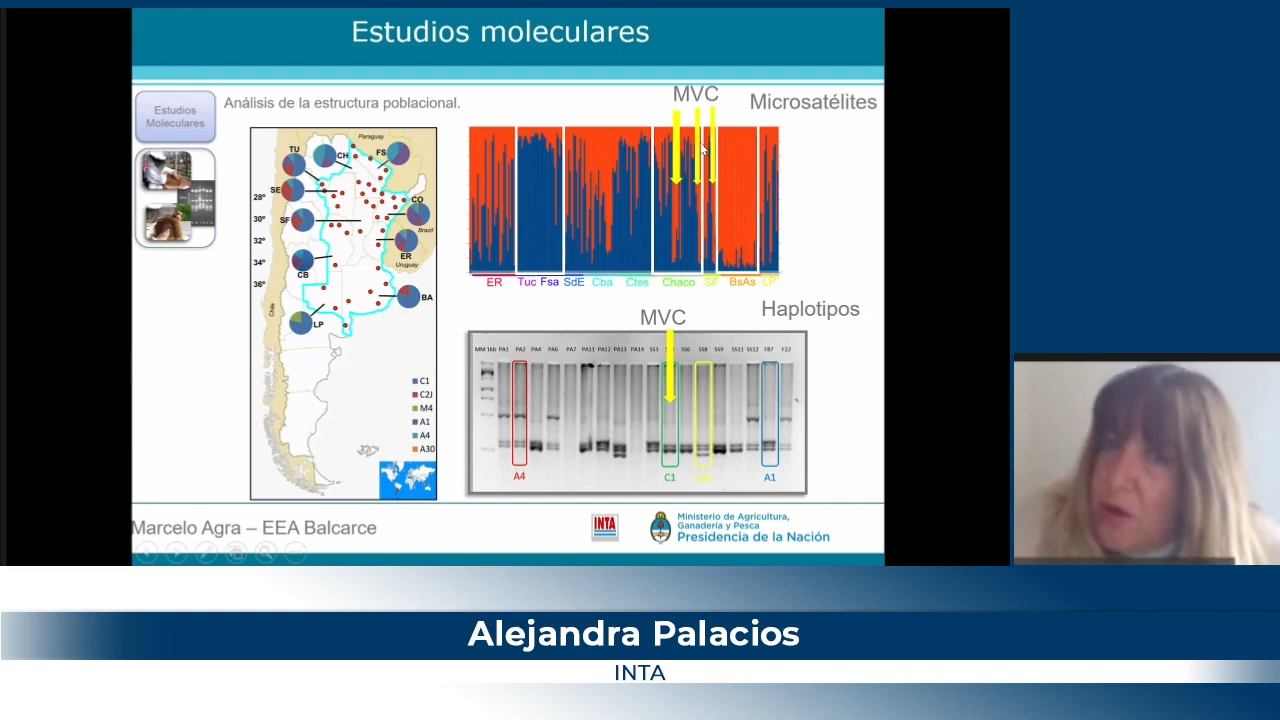 Estudios moleculares
Estudios
Moleculares
Análisis de la estructura poblacional.
MVC
Microsatélites
Paraguay
TU
CH
FS
SE
28°
CO
SF
30°
Brazil
32°
ER
Uruguay
34°
CB
36°
BA
Chile
LP
C1
C2J
M4
A1
A4
A30
ER Tuc Fsa SdE Cba Ctes Chaco SF BsAs LP
MVC
Haplotipos
MM 1kb PA1 PA2 PA4 PA6 PA7 PA11 PA12 PA13 PA14 SS3 SS6 SS8 SS9 SS11 SS12 F87 F22
A4 C1 A1
Marcelo Agra – EEA Balcarce
INTA
Ministerio de Agricultura,
Ganadería y Pesca
Presidencia de la Nación
Alejandra Palacios
INTA